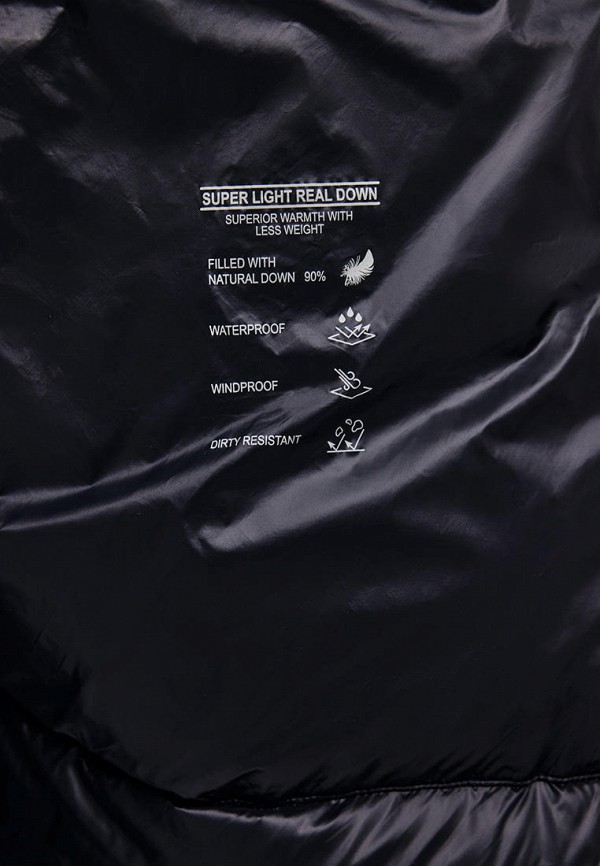 SUPER LIGHT REAL DOWN
SUPERIOR WARMTH WITH
LESS WEIGHT
FILLED WITH
NATURAL DOWN 90%
WATERPROOF
WINDPROOF
DIRTY RESISTANT